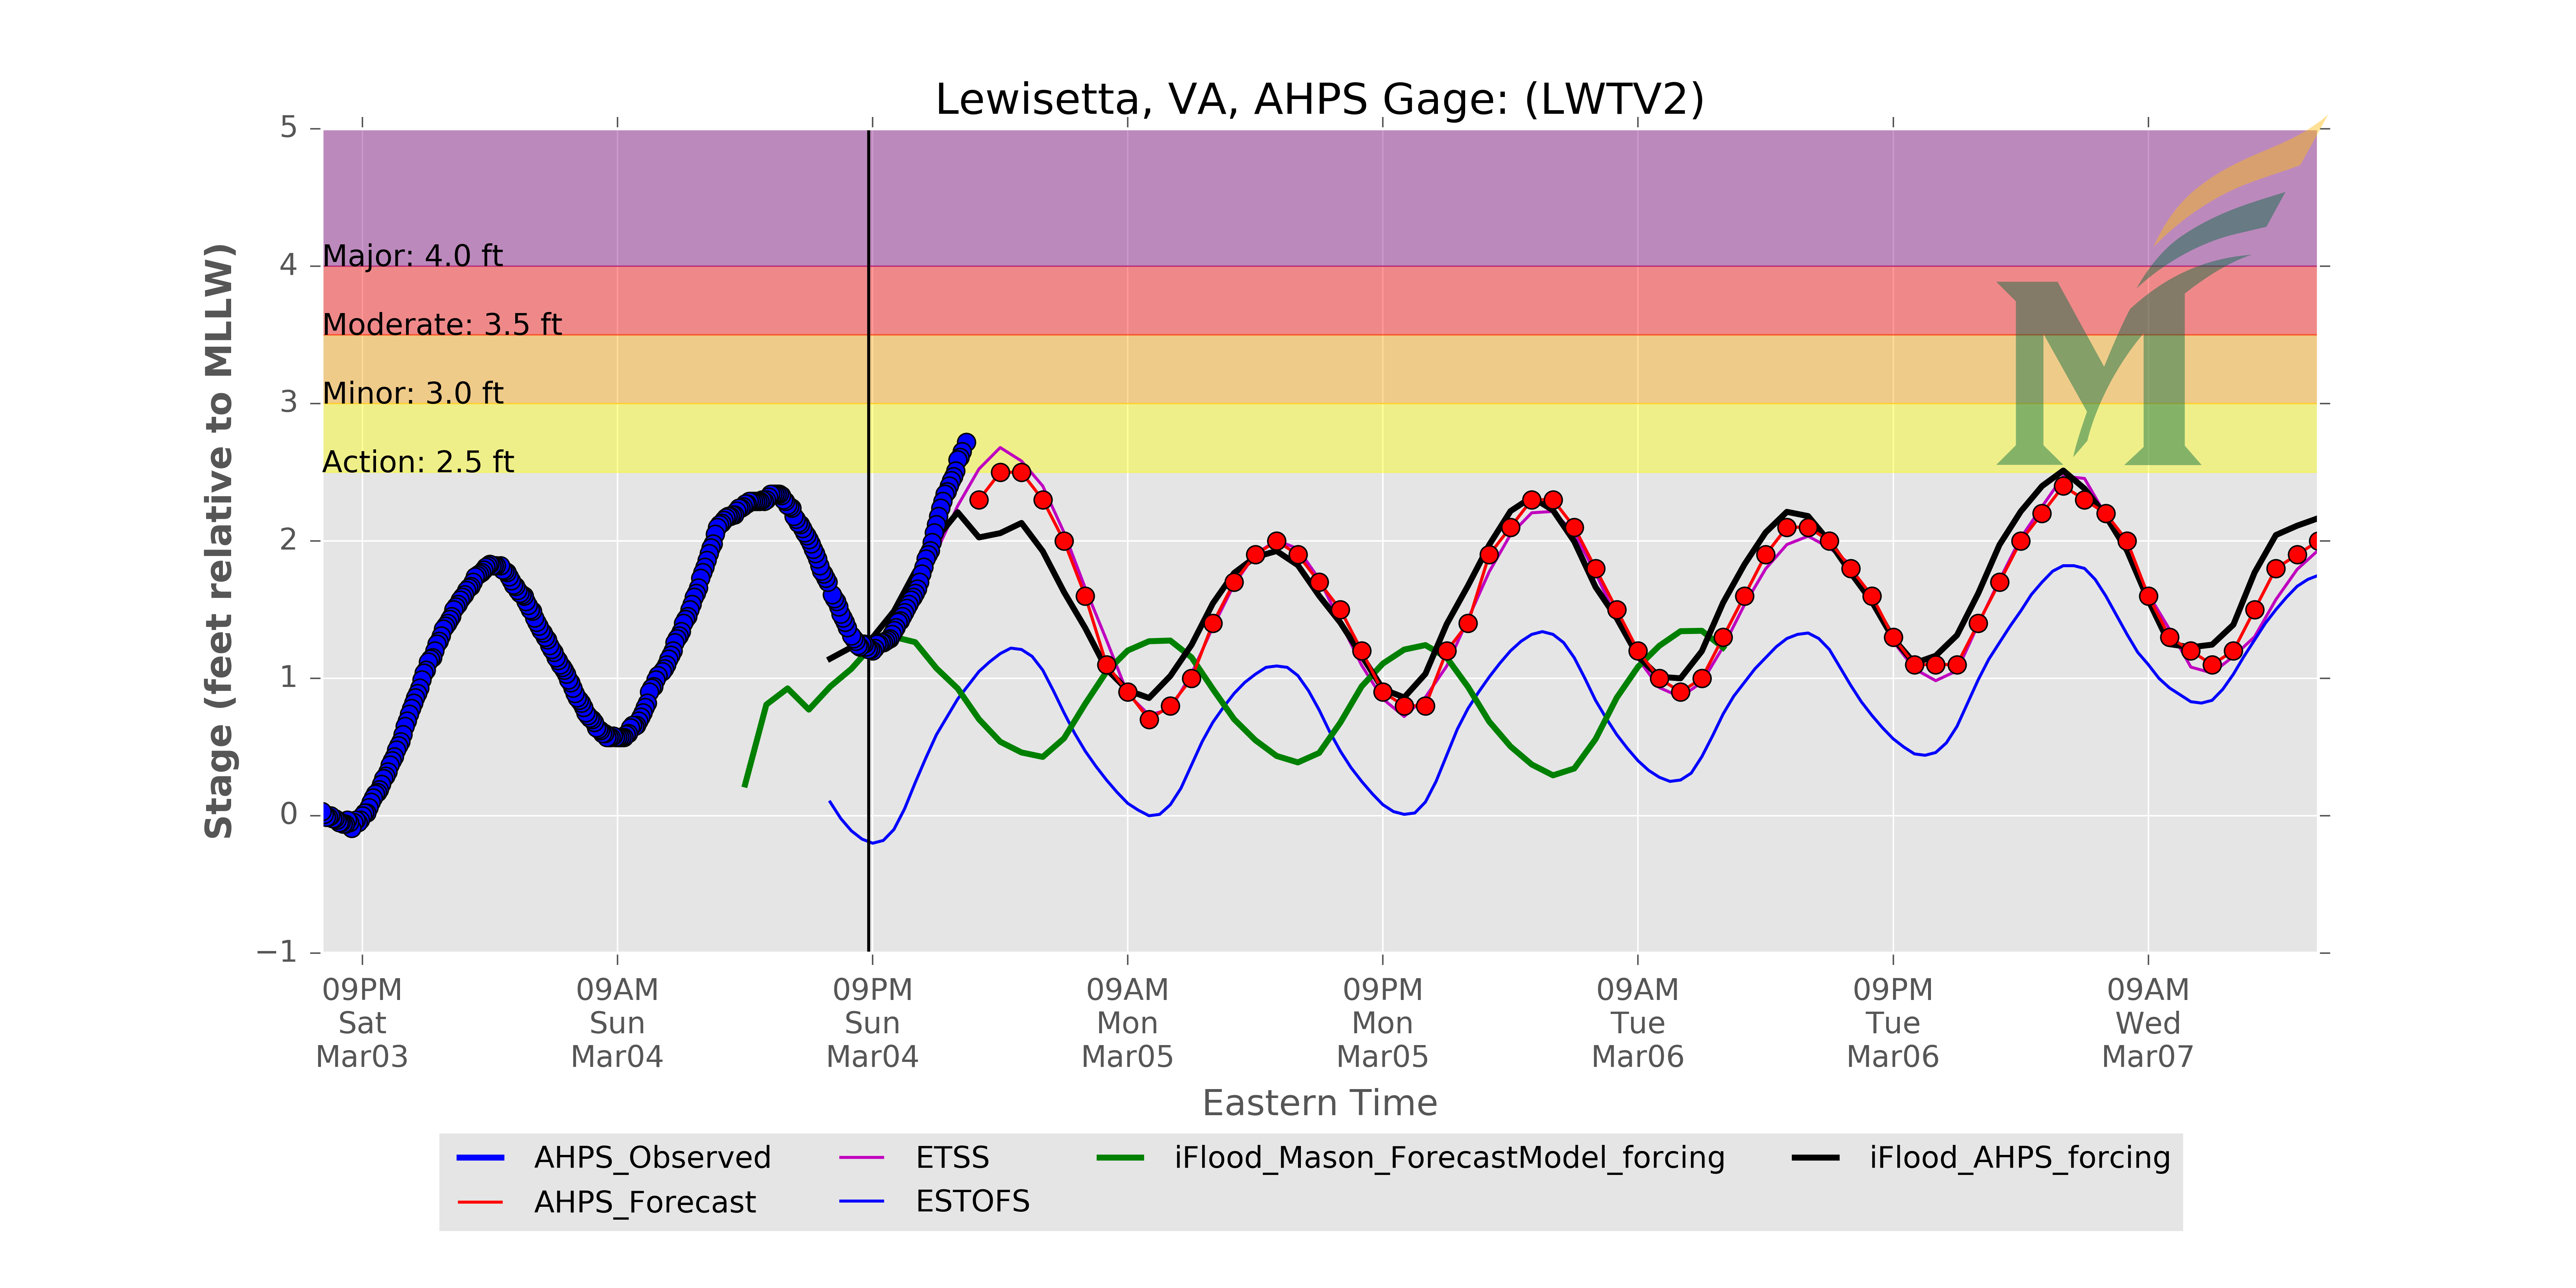 Lewisetta, VA, AHPS Gage: (LWTV2)
Stage (feet relative to MLLW)
5
4
3
2
1
0
−1
Major: 4.0 ft
Moderate: 3.5 ft
Minor: 3.0 ft
Action: 2.5 ft
M
09PM Sat Mar03
09AM Sun Mar04
09PM Sun Mar04
09AM Mon Mar05
09PM Mon Mar05
09AM Tue Mar06
09PM Tue Mar06
09AM Wed Mar07
Eastern Time
AHPS_Observed
AHPS_Forecast
ETSS
ESTOFS
iFlood_Mason_ForecastModel_forcing
iFlood_AHPS_forcing